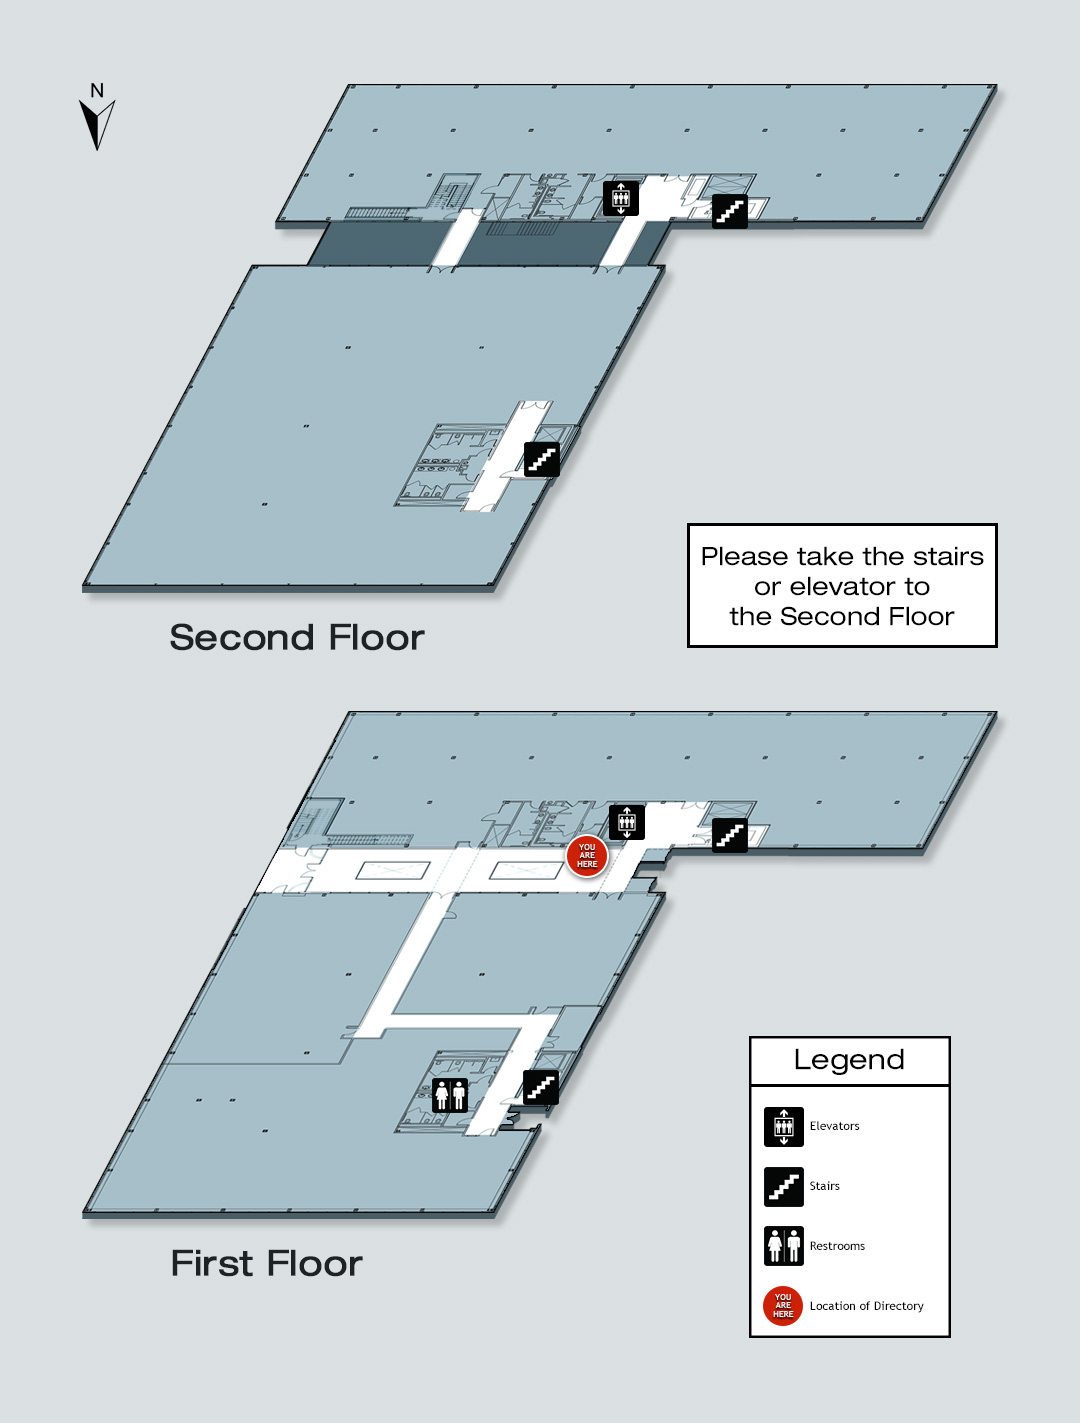 N
Please take the stairs
or elevator to
the Second Floor
Second Floor
YOU
ARE
HERE
First Floor
Legend
Elevators
Stairs
Restrooms
YOU
ARE
HERE
Location of Directory